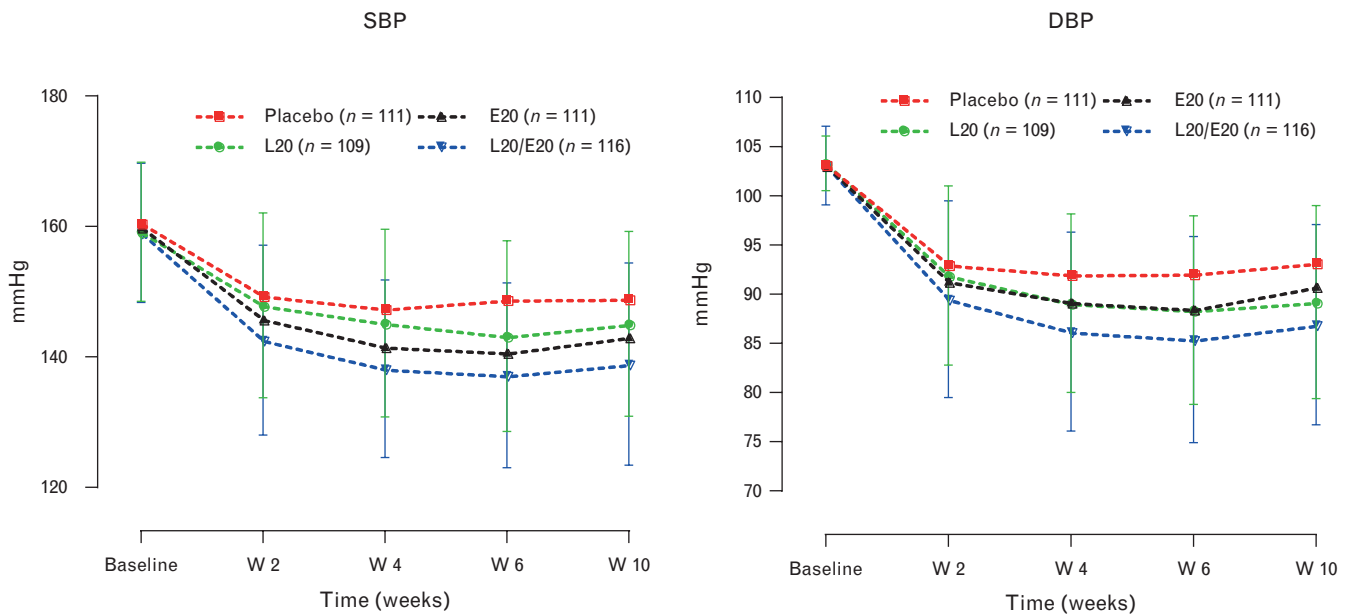 SBP
180
160
140
120
mmHg
Placebo (n = 111)
E20 (n = 111)
L20 (n = 109)
L20/E20 (n = 116)
Baseline
W 2
W 4
W 6
W 10
Time (weeks)
DBP
110
105
100
95
90
85
80
75
70
mmHg
Placebo (n = 111)
E20 (n = 111)
L20 (n = 109)
L20/E20 (n = 116)
Baseline
W 2
W 4
W 6
W 10
Time (weeks)